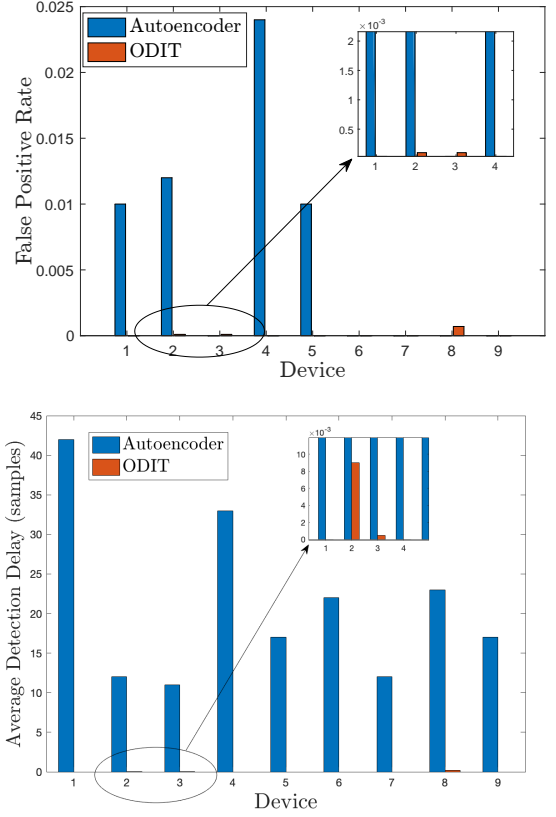 Autoencoder
ODIT
False Positive Rate
0.025
0.02
0.015
0.01
0.005
0
1 2 3 4 5 6 7 8 9
Device
×10-3
2
1.5
1
0.5
1 2 3 4
Autoencoder
ODIT
Average Detection Delay (samples)
45
40
35
30
25
20
15
10
5
0
1 2 3 4 5 6 7 8 9
Device
×10-3
10
8
6
4
2
0
1 2 3 4